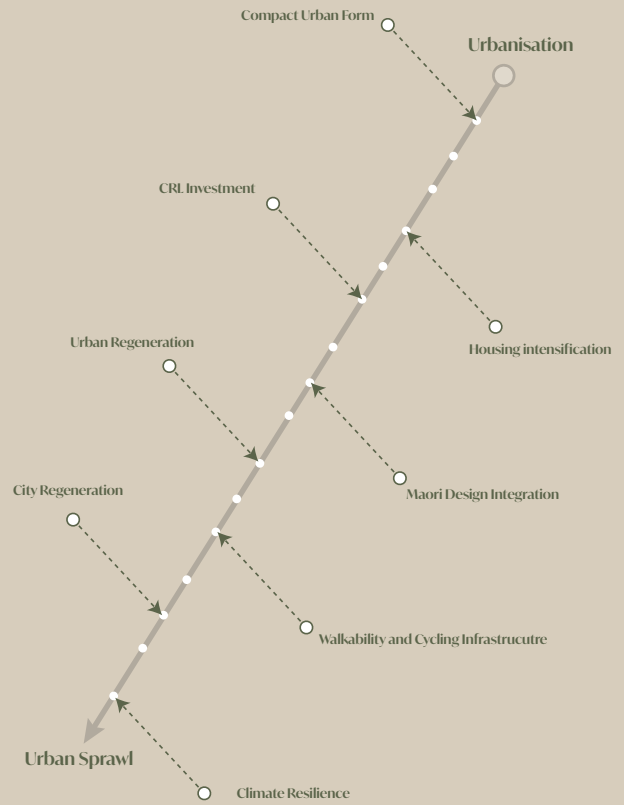 Compact Urban Form
Urbanisation
CRL Investment
Urban Regeneration
Housing intensification
City Regeneration
Maori Design Integration
Walkability and Cycling Infrastrucutre
Urban Sprawl
Climate Resilience